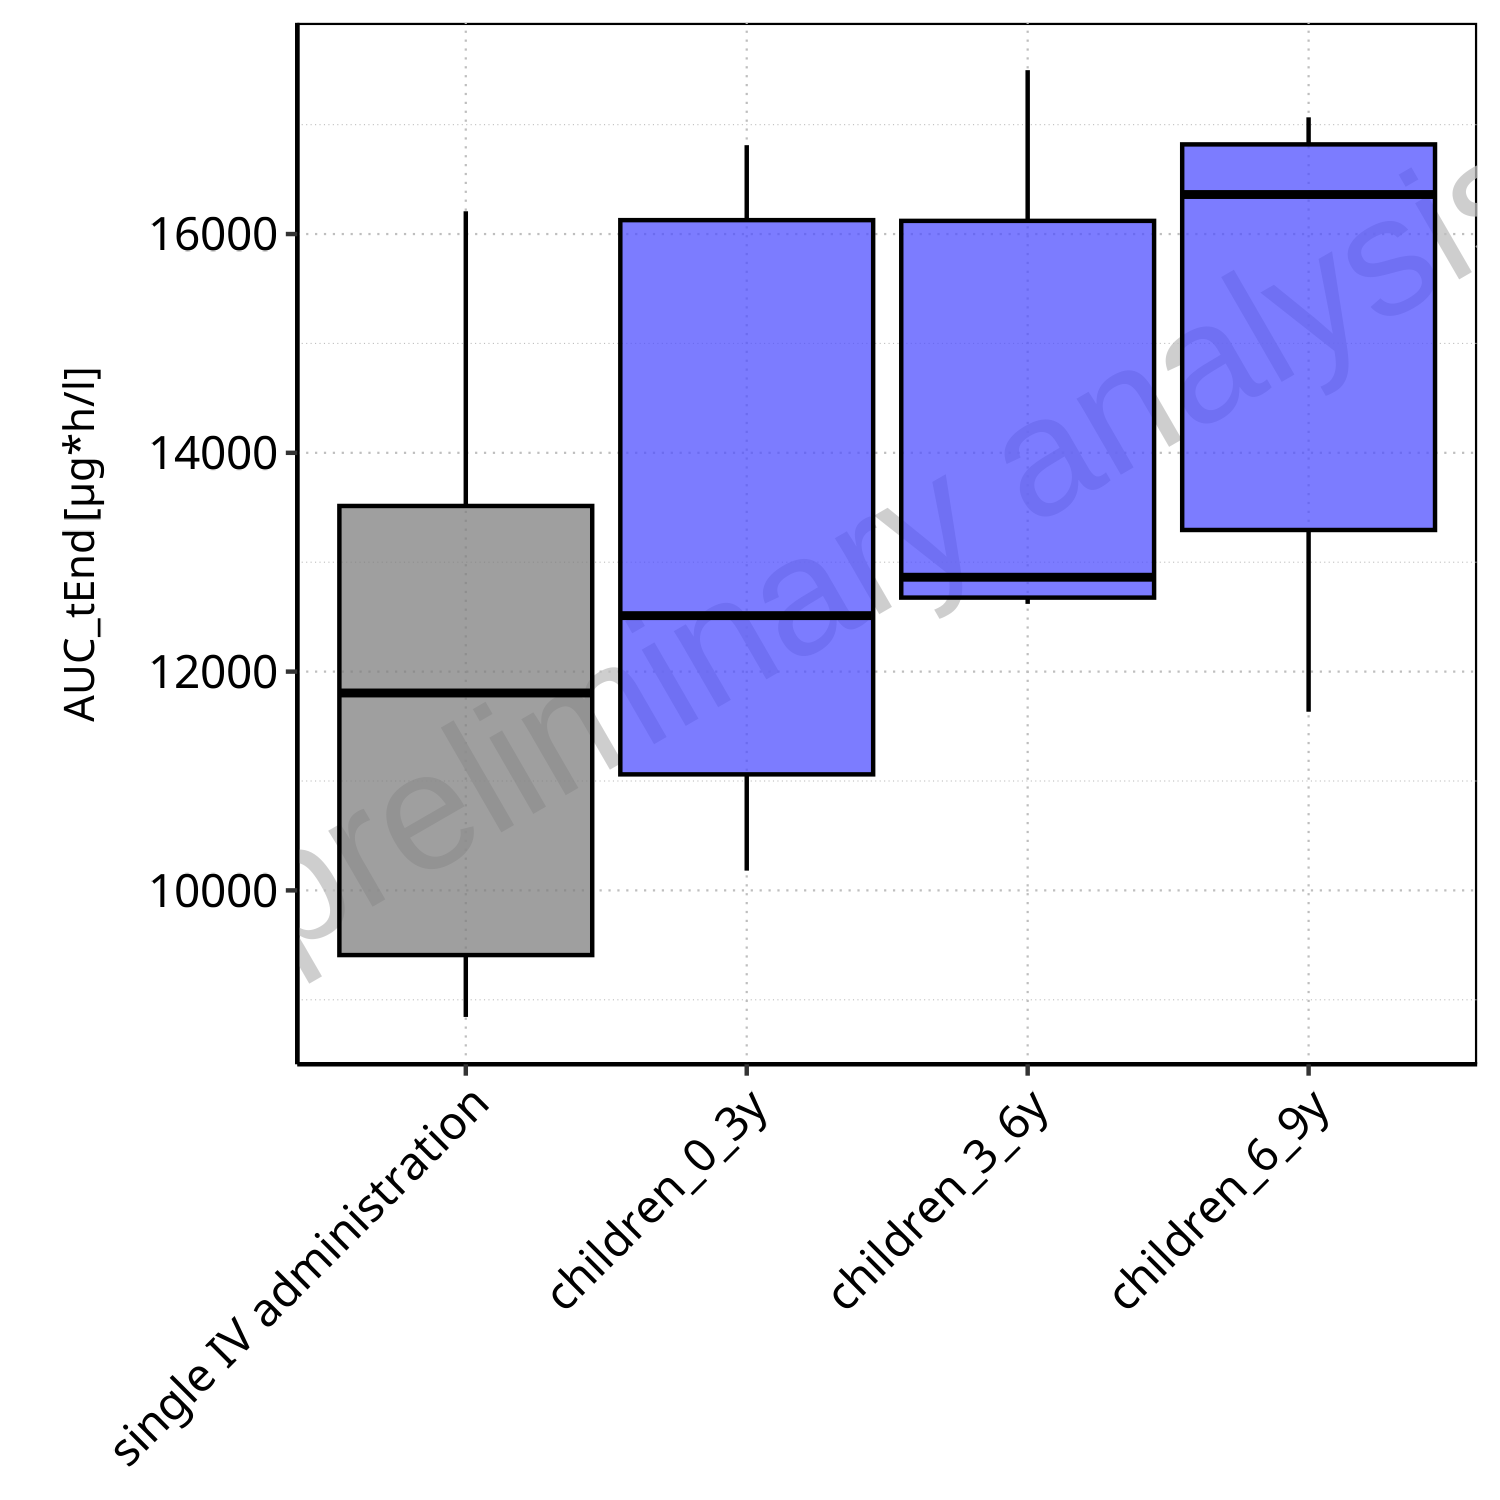 AUC_tEnd [µg*h/l]
16000
14000
12000
10000
preliminary analysis
single IV administration
children_0_3y
children_3_6y
children_6_9y